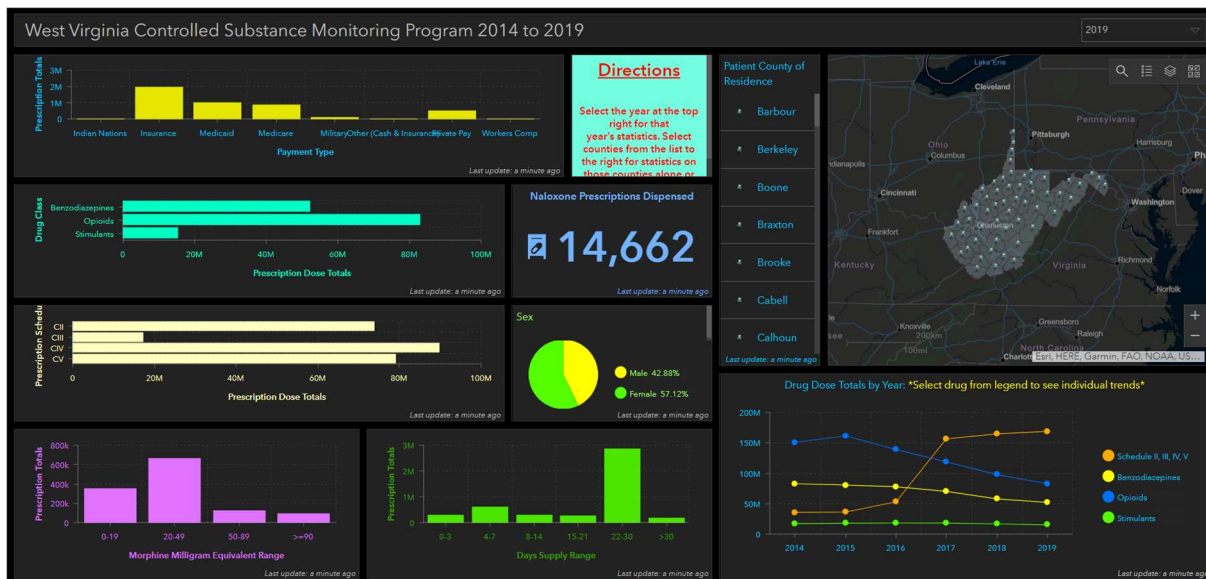 West Virginia Controlled Substance Monitoring Program 2014 to 2019
2019
Prescription Totals
3M
2M
1M
0
Indian Nations
Insurance
Medicaid
Medicare
Military
Other (Cash & Insurance)
Private Pay
Workers Comp
Payment Type
Last update: a minute ago
Directions
Select the year at the top
right for that
year's statistics. Select
counties from the list to
the right for statistics on
those counties alone or
Patient County of
Residence
Barbour
Berkeley
Boone
Braxton
Brooke
Cabell
Calhoun
Last update: a minute ago
Lake Erie
Cleveland
Pennsylvania
Pittsburgh
Harrisburg
Ohio
Columbus
Indianapolis
Ph
Cincinnati
Washington
Dover
Frankfort
Charleston
Kentucky
Virginia
Richmond
Norfolk
Knoxville
Greensboro
Raleigh
200km
100mi
North Carolina
Charlott
see
lle
+
−
Esri, HERE, Garmin, FAO, NOAA, US...
Drug Class
Benzodiazepines
Opioids
Stimulants
0
20M
40M
60M
80M
100M
Prescription Dose Totals
Last update: a minute ago
Naloxone Prescriptions Dispensed
14,662
Last update: a minute ago
Prescription Schedu
CII
CIII
CIV
CV
0
20M
40M
60M
80M
100M
Prescription Dose Totals
Last update: a minute ago
Sex
Male 42.88%
Female 57.12%
Last update: a minute ago
Prescription Totals
800k
600k
400k
200k
0
0-19
20-49
50-89
>=90
Morphine Milligram Equivalent Range
Last update: a minute ago
Prescription Totals
3M
2M
1M
0
0-3
4-7
8-14
15-21
22-30
>30
Days Supply Range
Last update: a minute ago
Drug Dose Totals by Year: *Select drug from legend to see individual trends*
200M
150M
100M
50M
0
2014
2015
2016
2017
2018
2019
Schedule II, III, IV, V
Benzodiazepines
Opioids
Stimulants
Last update: a minute ago